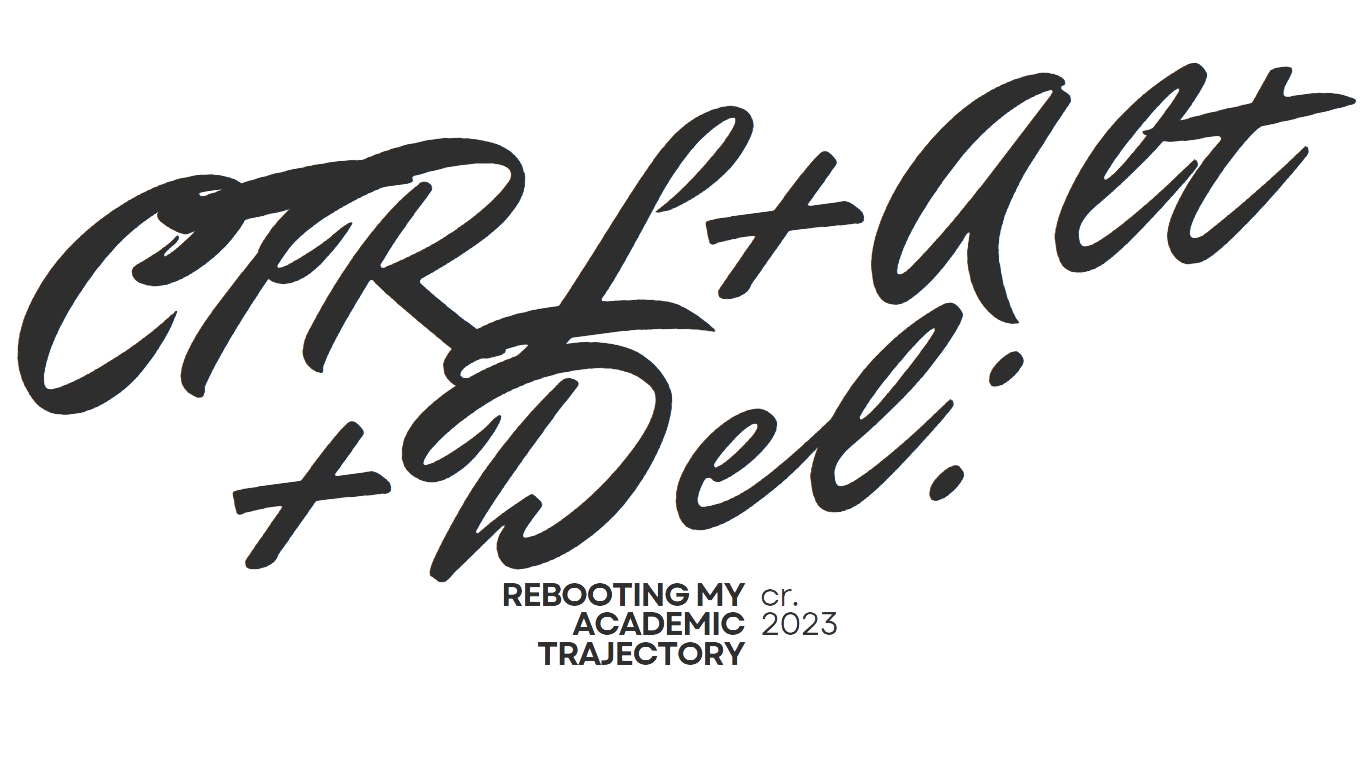 CTRL+Alt
+Del:
REBOOTING MY
ACADEMIC
TRAJECTORY
cr.
2023